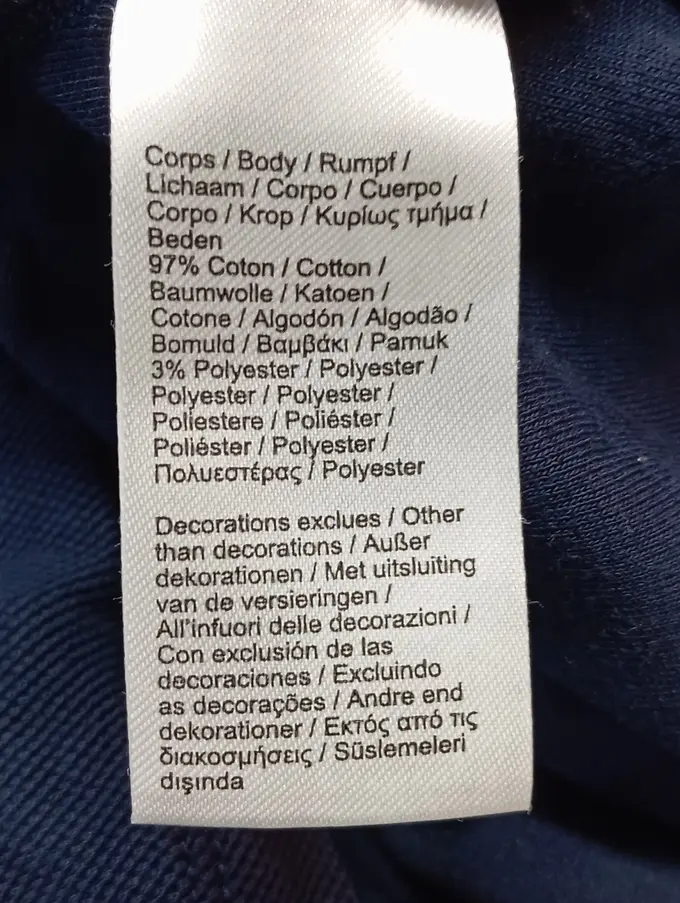 Corps / Body / Rumpf /
Lichaam / Corpo / Cuerpo /
Corpo / Krop / Κυρίως τμήμα /
Beden
97% Coton / Cotton /
Baumwolle / Katoen /
Cotone / Algodón / Algodão /
Bomuld / Βαμβάκι / Pamuk
3% Polyester / Polyester /
Polyester / Polyester /
Poliestere / Poliéster /
Poliéster / Polyester /
Πολυεστέρας / Polyester
Decorations exclues / Other
than decorations / Außer
dekorationen / Met uitsluiting
van de versieringen /
All'infuori delle decorazioni /
Con exclusión de las
decoraciones / Excluindo
as decorações / Andre end
dekorationer / Εκτός από τις
διακοσμήσεις / Süslemeleri
dışında